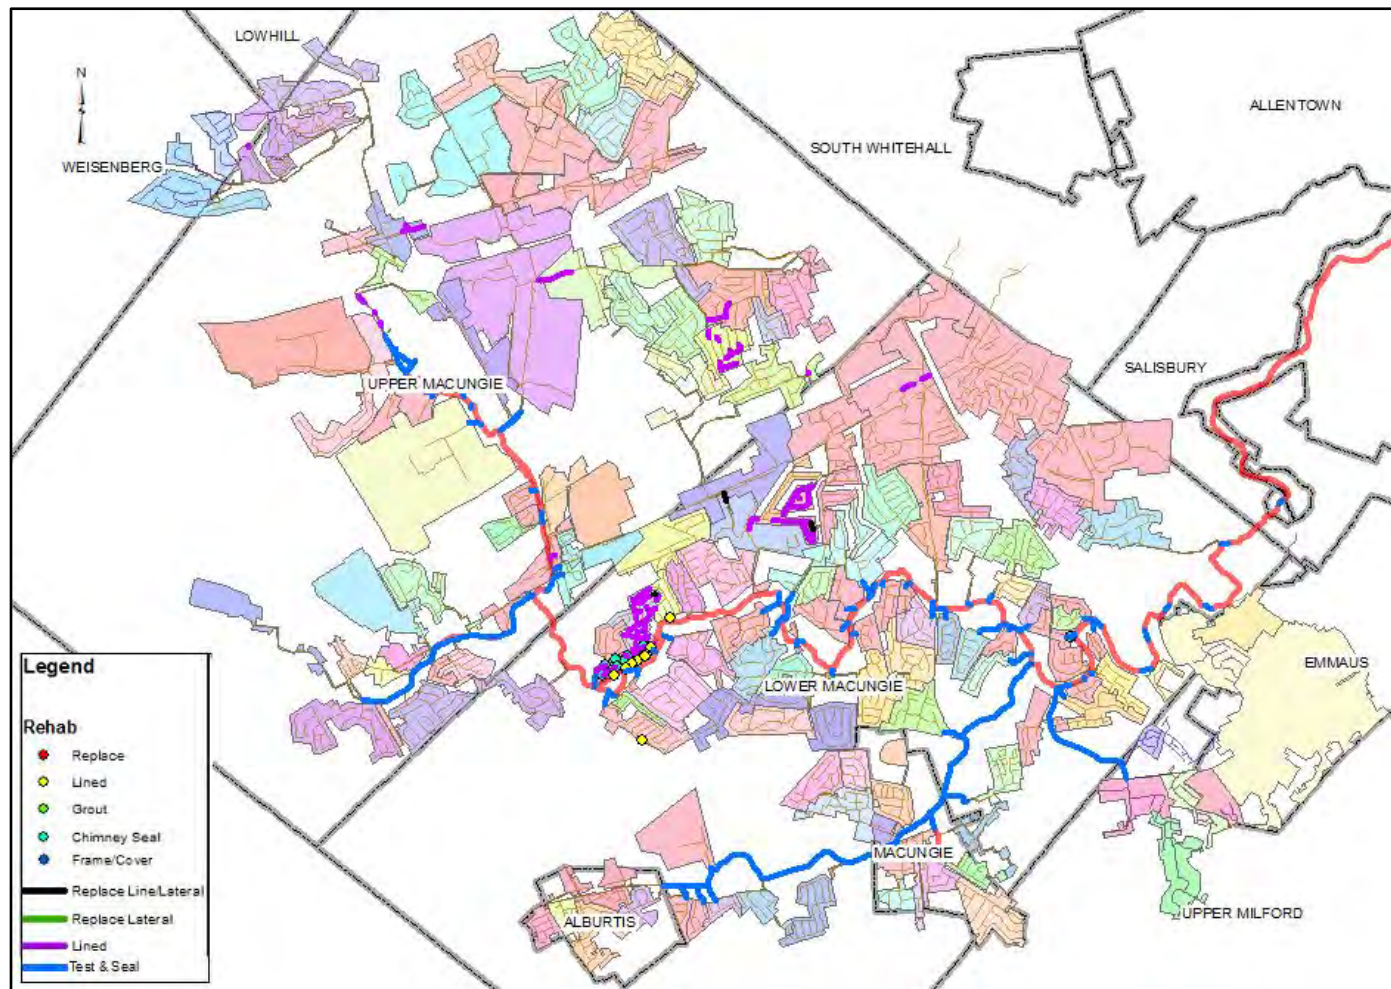 LOWHILL
N
ALLENTOWN
SOUTH WHITEHALL
WEISENBERG
SALISBURY
UPPER MACUNGIE
EMMAUS
LOWER MACUNGIE
MACUNGIE
UPPER MILFORD
ALBURTIS
Legend
Rehab
Replace
Lined
Grout
Chimney Seal
Frame/Cover
Replace Line/Lateral
Replace Lateral
Lined
Test & Seal